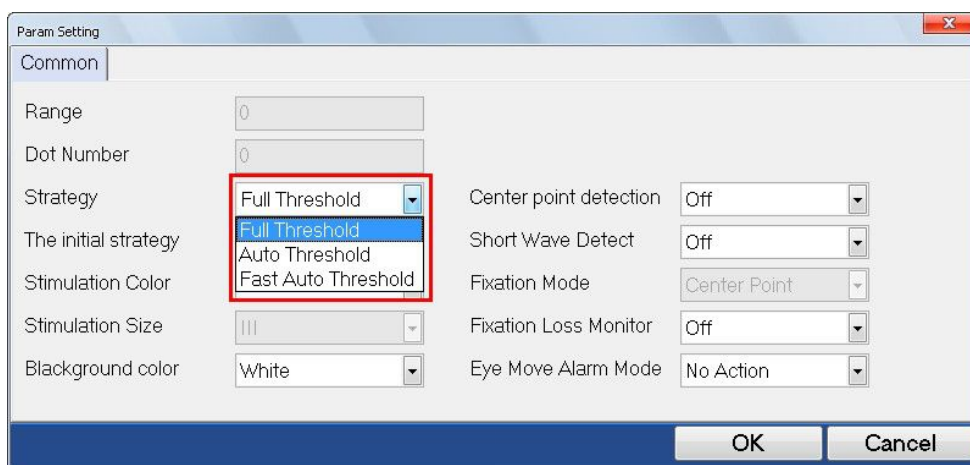 Param Setting
Common
Range 0
Dot Number 0
Strategy Full Threshold Center point detection Off
The initial strategy Full Threshold Short Wave Detect Off
Auto Threshold
Stimulation Color Fast Auto Threshold Fixation Mode Center Point
Stimulation Size III Fixation Loss Monitor Off
Blackground color White Eye Move Alarm Mode No Action
OK Cancel